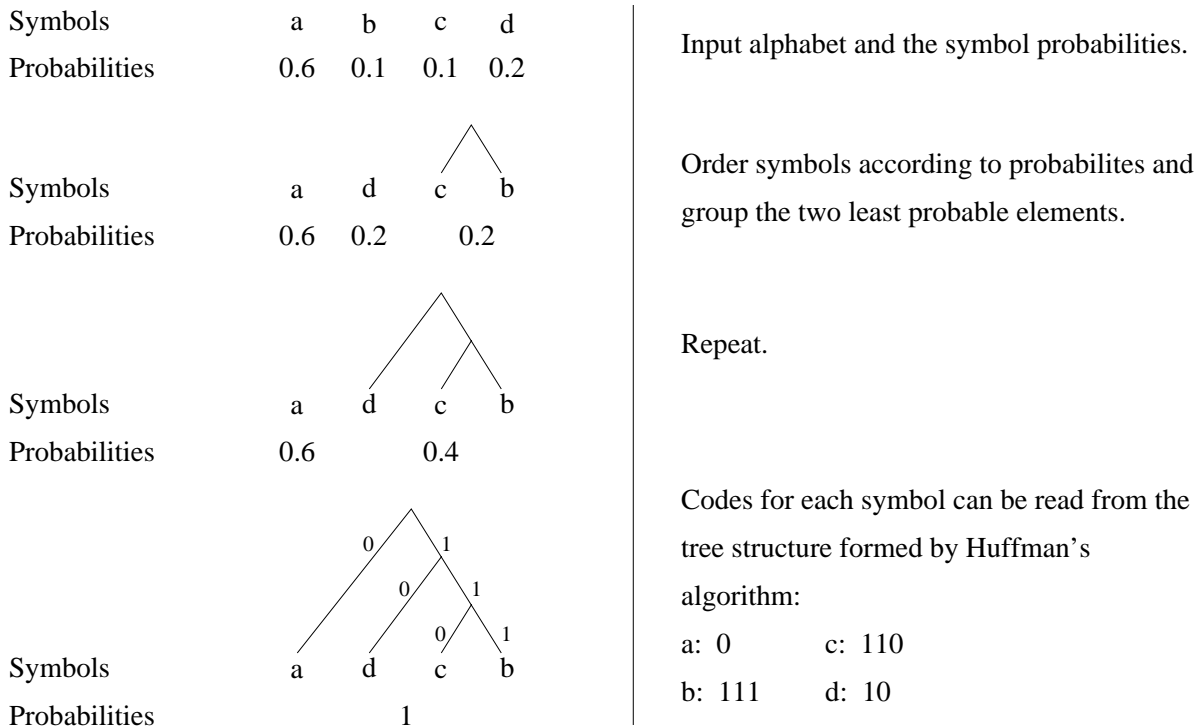 Symbols a b c d
Probabilities 0.6 0.1 0.1 0.2
Input alphabet and the symbol probabilities.
Symbols a d c b
Probabilities 0.6 0.2 0.2
Order symbols according to probabilites and
group the two least probable elements.
Symbols a d c b
Probabilities 0.6 0.4
Repeat.
0 1
0 1
0 1
Symbols a d c b
Probabilities 1
Codes for each symbol can be read from the
tree structure formed by Huffman's
algorithm:
a: 0 c: 110
b: 111 d: 10